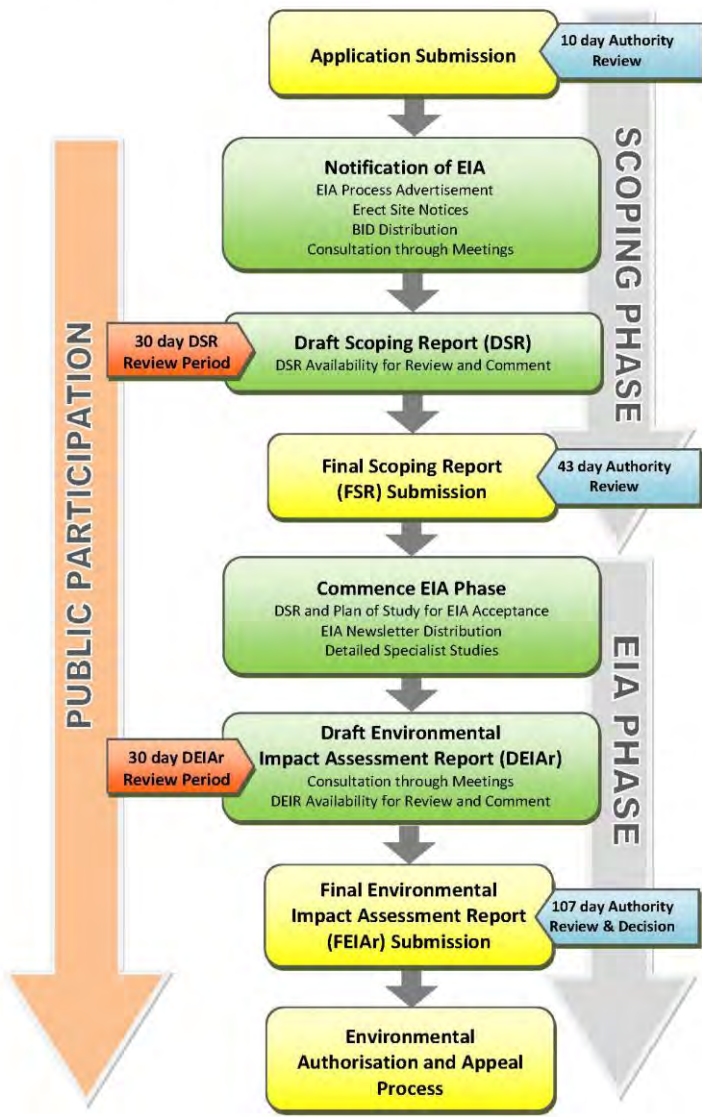 Application Submission
10 day Authority
Review
SCOPING PHASE
Notification of EIA
EIA Process Advertisement
Erect Site Notices
BID Distribution
Consultation through Meetings
PUBLIC PARTICIPATION
30 day DSR
Review Period
Draft Scoping Report (DSR)
DSR Availability for Review and Comment
Final Scoping Report
(FSR) Submission
43 day Authority
Review
Commence EIA Phase
DSR and Plan of Study for EIA Acceptance
EIA Newsletter Distribution
Detailed Specialist Studies
EIA PHASE
30 day DEIAr
Review Period
Draft Environmental
Impact Assessment Report (DEIAr)
Consultation through Meetings
DEIR Availability for Review and Comment
Final Environmental
Impact Assessment Report
(FEIAr) Submission
107 day Authority
Review & Decision
Environmental
Authorisation and Appeal
Process